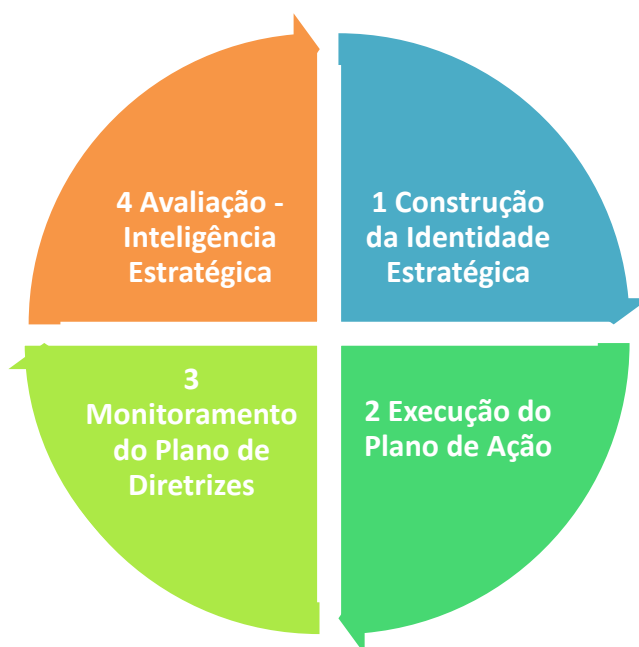 4 Avaliação -
Inteligência
Estratégica
1 Construção
da Identidade
Estratégica
3
Monitoramento
do Plano de
Diretrizes
2 Execução do
Plano de Ação